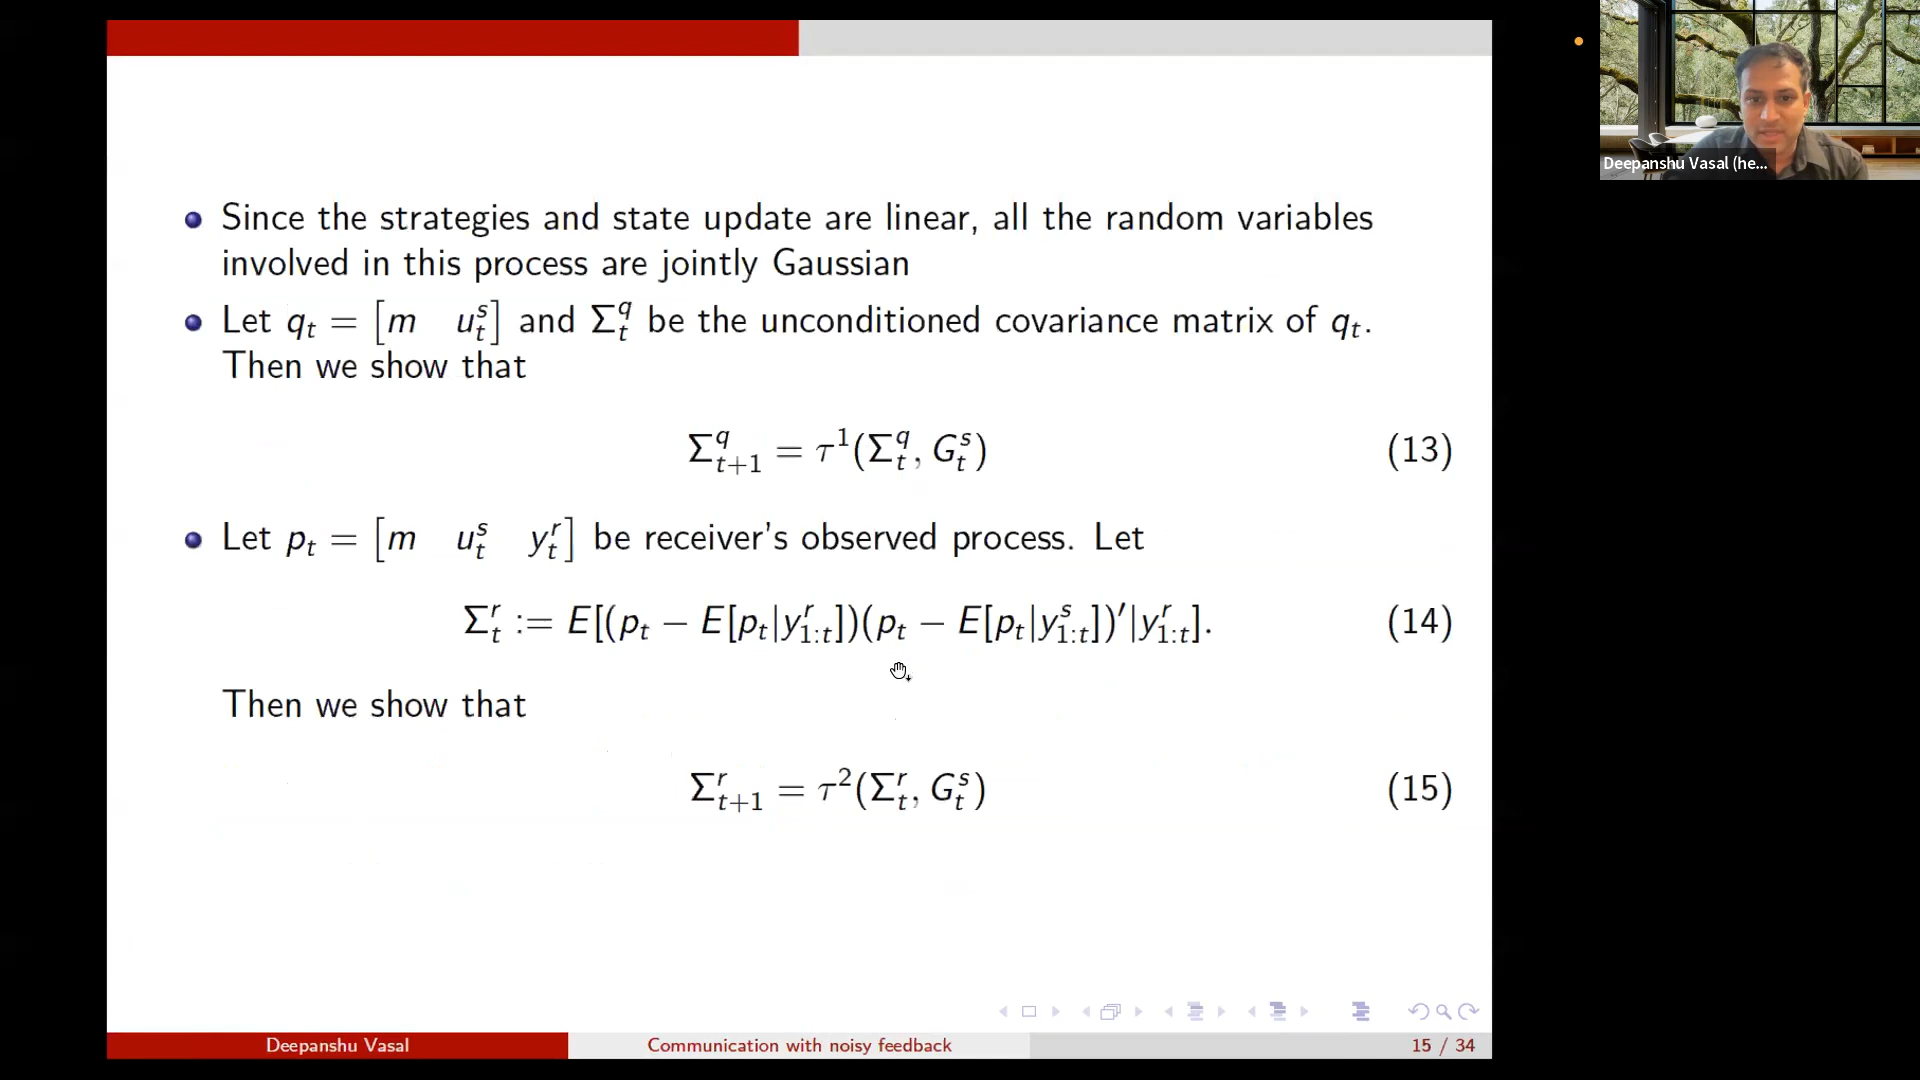 Deepanshu Vasal (he...
Since the strategies and state update are linear, all the random variables
involved in this process are jointly Gaussian
Let q_t = [m u_t^s] and Σ_t^q be the unconditioned covariance matrix of q_t.
Then we show that
Σ_{t+1}^q = τ^1(Σ_t^q, G_t^s) (13)
Let p_t = [m u_t^s y_t^r] be receiver's observed process. Let
Σ_t^r := E[(p_t − E[p_t|y_{1:t}^r])(p_t − E[p_t|y_{1:t}^s])′|y_{1:t}^r]. (14)
Then we show that
Σ_{t+1}^r = τ^2(Σ_t^r, G_t^s) (15)
Deepanshu Vasal Communication with noisy feedback 15 / 34